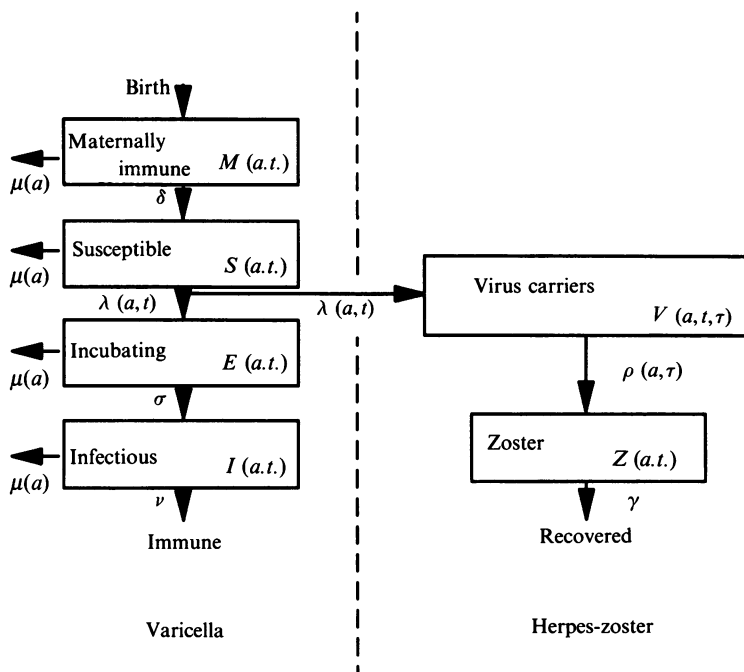 Birth
Maternally
immune
M (a.t.)
μ(a)
δ
Susceptible
S (a.t.)
μ(a)
λ (a, t)
Incubating
E (a.t.)
μ(a)
σ
Infectious
I (a.t.)
μ(a)
ν
Immune
Varicella
λ (a, t)
Virus carriers
V (a, t, τ)
ρ (a, τ)
Zoster
Z (a.t.)
γ
Recovered
Herpes-zoster